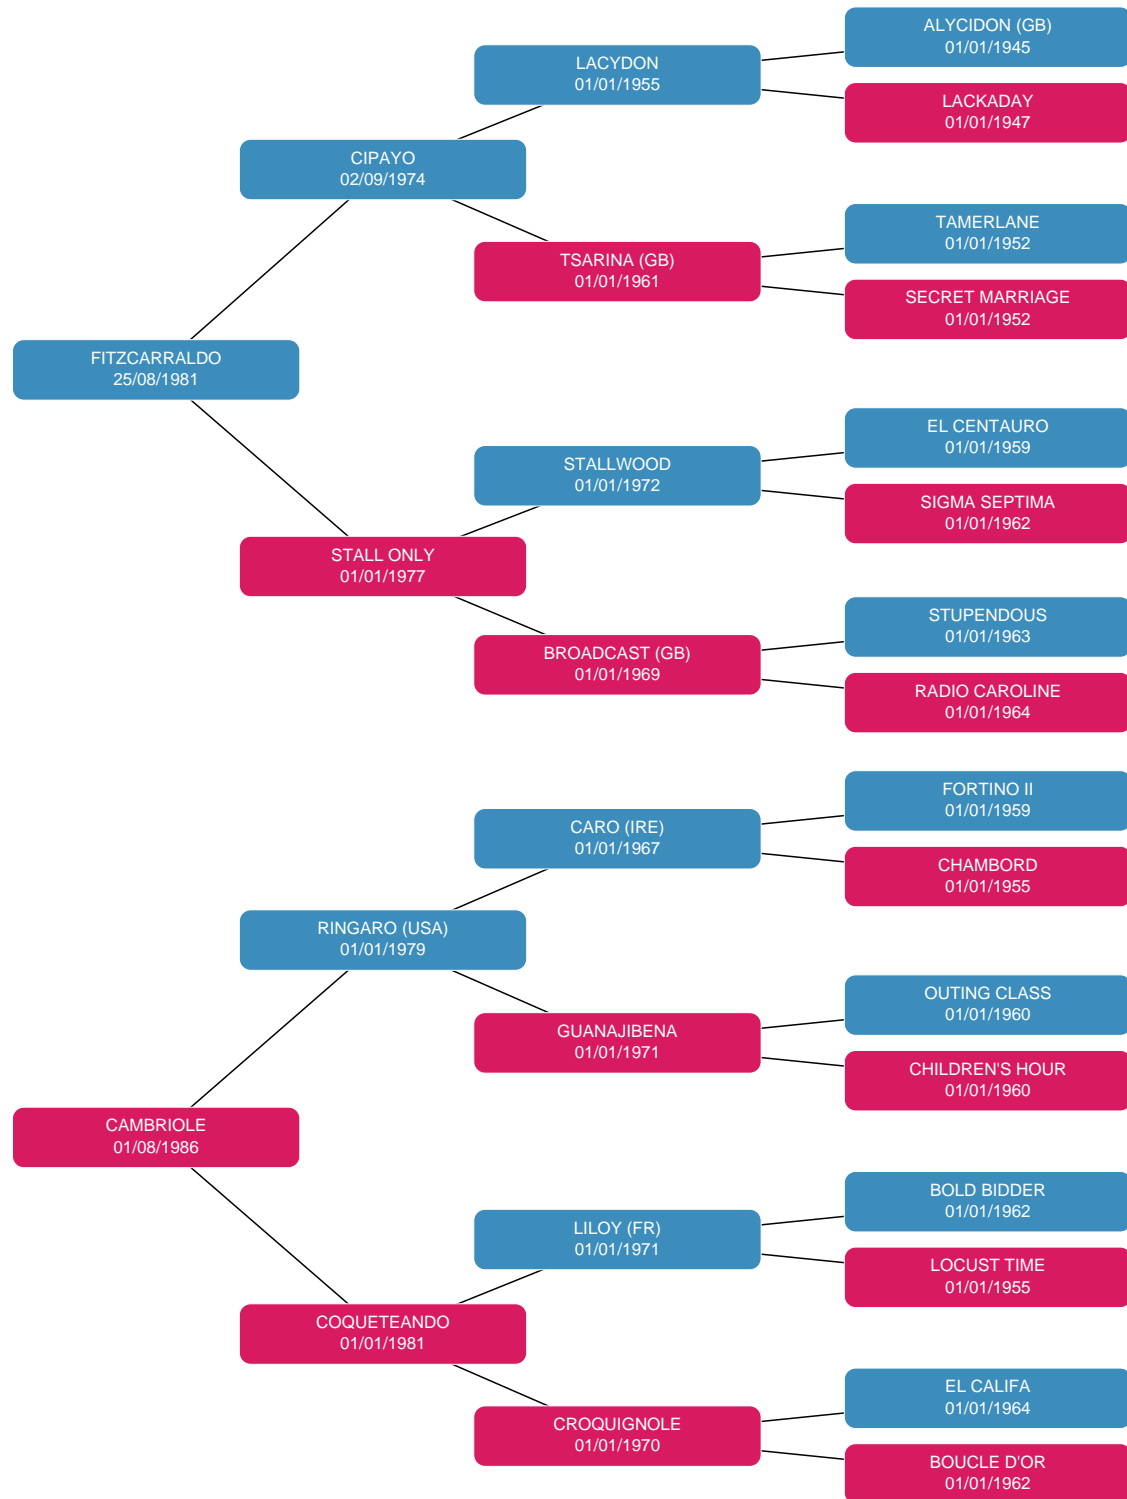 ALYCIDON (GB)
01/01/1945
LACYDON
01/01/1955
LACKADAY
01/01/1947
CIPAYO
02/09/1974
TAMERLANE
01/01/1952
TSARINA (GB)
01/01/1961
SECRET MARRIAGE
01/01/1952
FITZCARRALDO
25/08/1981
EL CENTAURO
01/01/1959
STALLWOOD
01/01/1972
SIGMA SEPTIMA
01/01/1962
STALL ONLY
01/01/1977
STUPENDOUS
01/01/1963
BROADCAST (GB)
01/01/1969
RADIO CAROLINE
01/01/1964
FORTINO II
01/01/1959
CARO (IRE)
01/01/1967
CHAMBORD
01/01/1955
RINGARO (USA)
01/01/1979
OUTING CLASS
01/01/1960
GUANAJIBENA
01/01/1971
CHILDREN'S HOUR
01/01/1960
CAMBRIOLE
01/08/1986
BOLD BIDDER
01/01/1962
LILOY (FR)
01/01/1971
LOCUST TIME
01/01/1955
COQUETEANDO
01/01/1981
EL CALIFA
01/01/1964
CROQUIGNOLE
01/01/1970
BOUCLE D'OR
01/01/1962